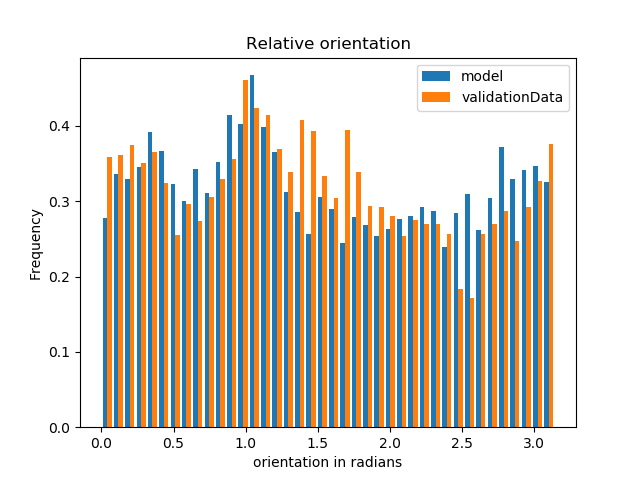 Relative orientation
model
validationData
Frequency
0.4
0.3
0.2
0.1
0.0
0.0 0.5 1.0 1.5 2.0 2.5 3.0
orientation in radians